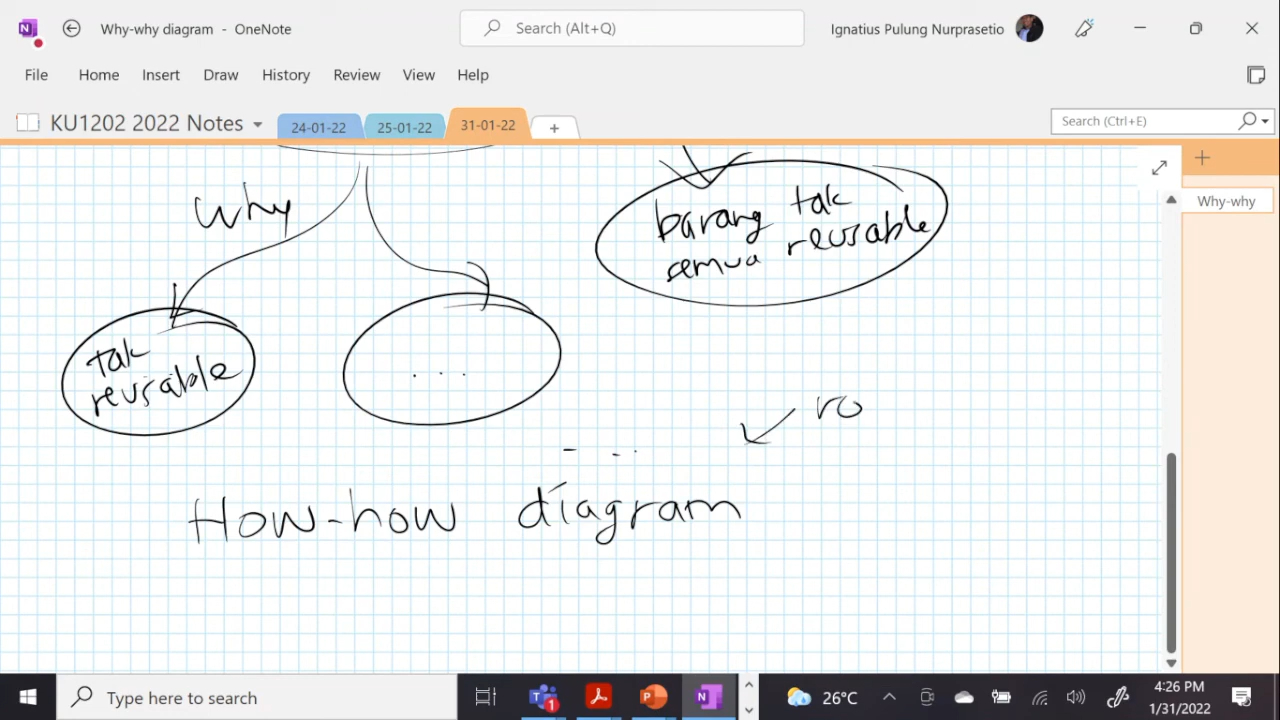 Why-why diagram - OneNote
Search (Alt+Q)
Ignatius Pulung Nurprasetio
File Home Insert Draw History Review View Help
KU1202 2022 Notes
24-01-22
25-01-22
31-01-22
Search (Ctrl+E)
Why-why
Why
barang tak
semua reusable
tak
reusable
...
ro
- ...
How-how diagram
Type here to search
1
26°C
4:26 PM
1/31/2022